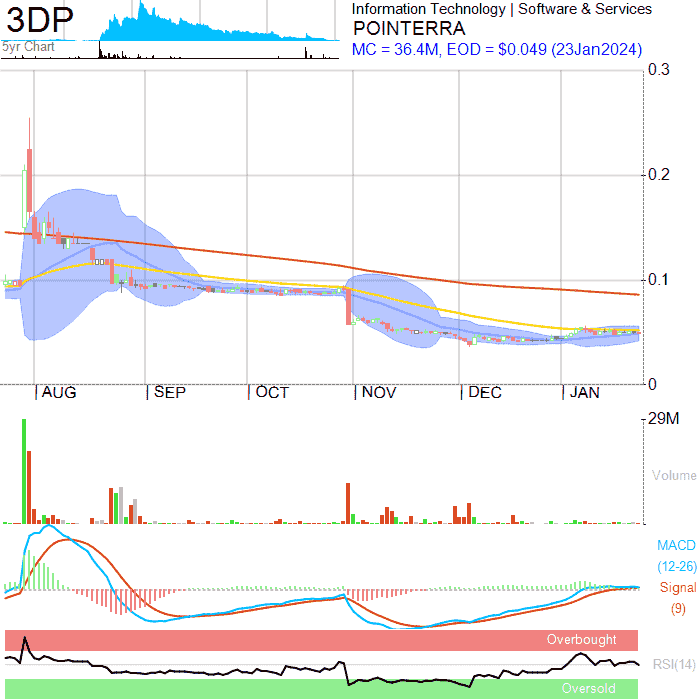 3DP
5yr Chart
Information Technology | Software & Services
POINTERRA
MC = 36.4M, EOD = $0.049 (23Jan2024)
0.3
0.2
0.1
0
AUG SEP OCT NOV DEC JAN
29M
Volume
MACD
(12-26)
Signal
(9)
Overbought
RSI(14)
Oversold